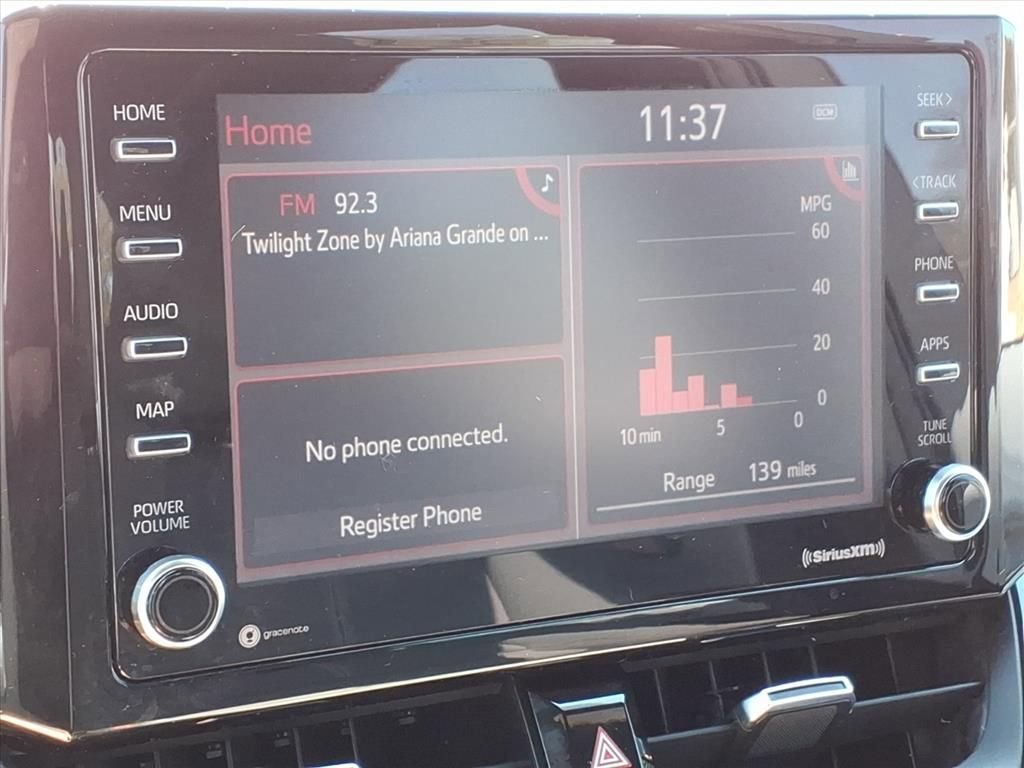 HOME
MENU
AUDIO
MAP
POWER
VOLUME
Home
11:37
DCM
FM 92.3
Twilight Zone by Ariana Grande on ...
No phone connected.
Register Phone
MPG
60
40
20
0
10 min 5 0
Range 139 miles
SEEK >
< TRACK
PHONE
APPS
TUNE
SCROLL
gracenote
((SiriusXM))